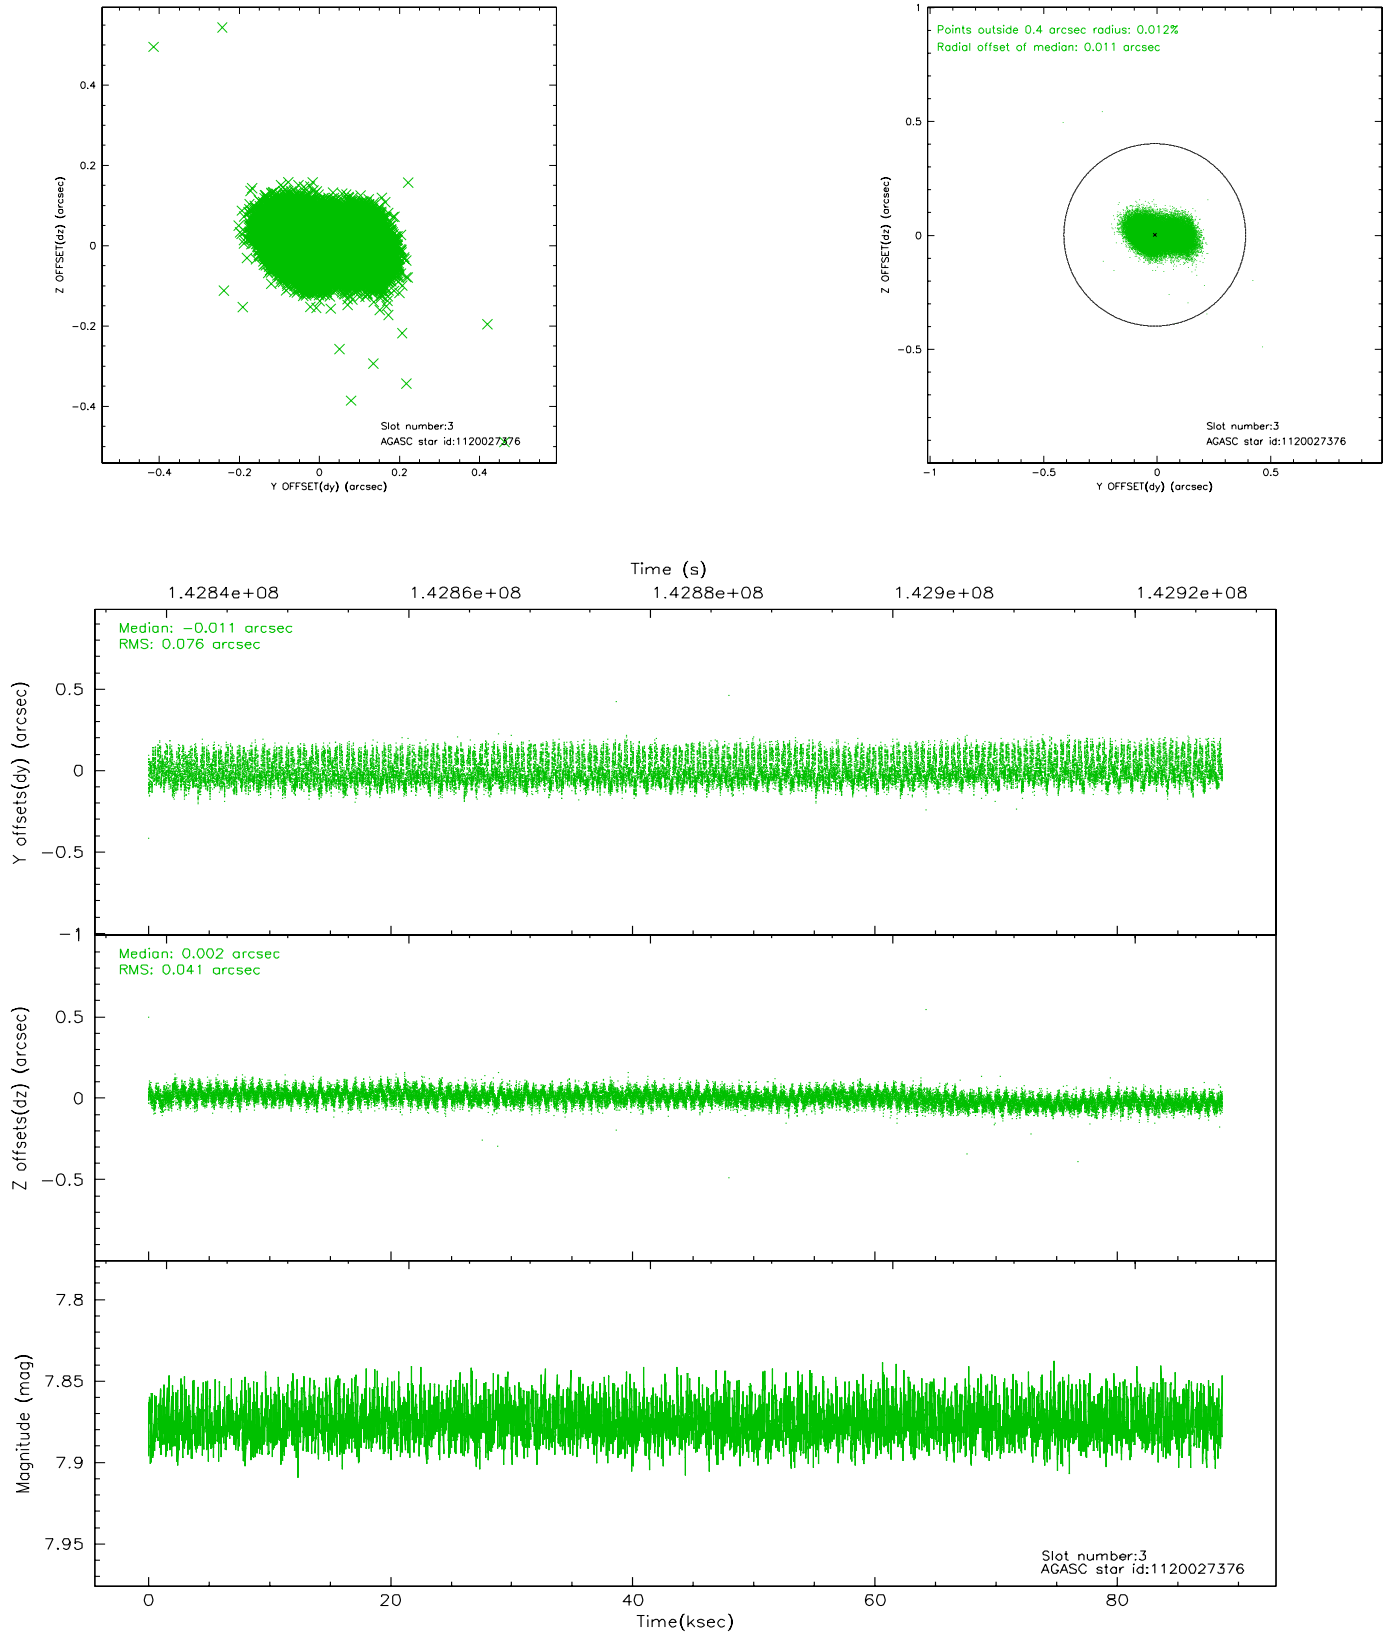 0.4
0.2
0
-0.2
-0.4
Z OFFSET(dz) (arcsec)
Slot number:3
AGASC star id:1120027376
-0.4 -0.2 0 0.2 0.4
Y OFFSET(dy) (arcsec)
Points outside 0.4 arcsec radius: 0.012%
Radial offset of median: 0.011 arcsec
1
0.5
0
-0.5
Z OFFSET(dz) (arcsec)
Slot number:3
AGASC star id:1120027376
-1 -0.5 0 0.5
Y OFFSET(dy) (arcsec)
Time (s)
1.4284e+08 1.4286e+08 1.4288e+08 1.429e+08 1.4292e+08
Median: -0.011 arcsec
RMS: 0.076 arcsec
0.5
0
-0.5
-1
Y offsets(dy) (arcsec)
Median: 0.002 arcsec
RMS: 0.041 arcsec
0.5
0
-0.5
Z offsets(dz) (arcsec)
7.8
7.85
7.9
7.95
Magnitude (mag)
Slot number:3
AGASC star id:1120027376
0 20 40 60 80
Time(ksec)